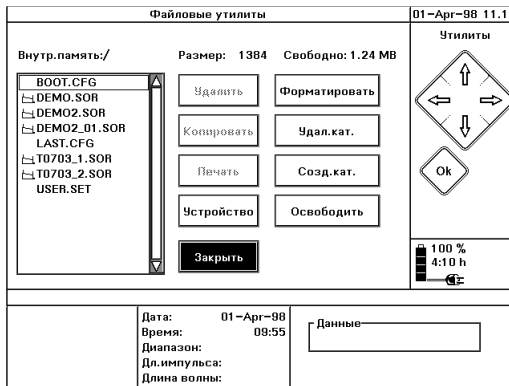 Файловые утилиты
01-Apr-98 11.1
Утилиты
Внутр.память:/
Размер: 1384 Свободно: 1.24 MB
BOOT.CFG
DEMO.SOR
DEMO2.SOR
DEMO2_01.SOR
LAST.CFG
T0703_1.SOR
T0703_2.SOR
USER.SET
Удалить
Форматировать
Копировать
Удал.кат.
Печать
Созд.кат.
Устройство
Освободить
Закрыть
Ok
100 %
4:10 h
Дата: 01-Apr-98
Время: 09:55
Диапазон:
Дл.импульса:
Длина волны:
Данные